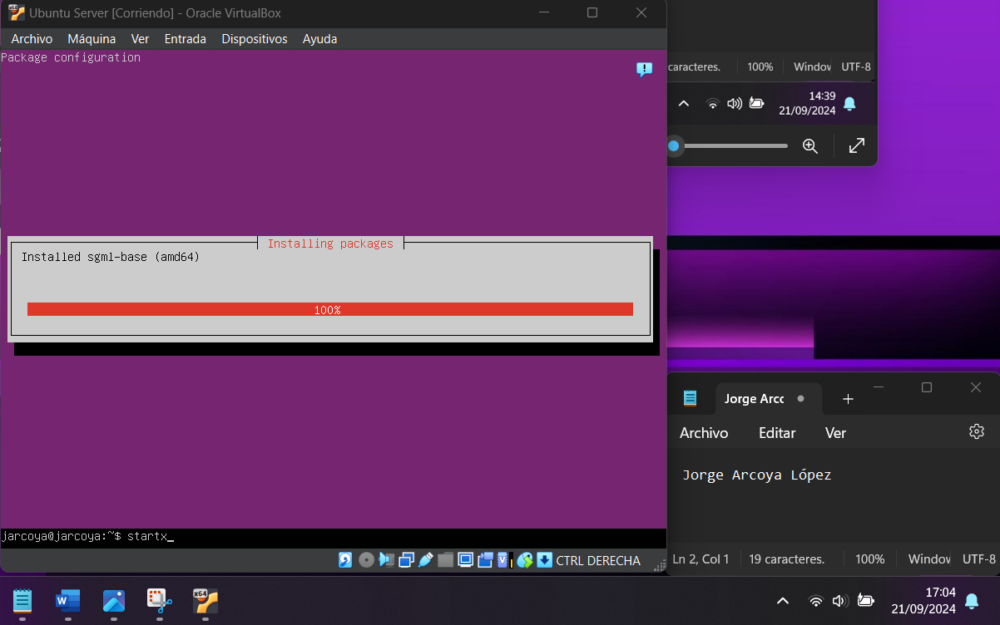 Ubuntu Server [Corriendo] - Oracle VirtualBox
Archivo Máquina Ver Entrada Dispositivos Ayuda
Package configuration
caracteres. 100% Window UTF-8
14:39
21/09/2024
Installing packages
Installed sgml-base (amd64)
100%
Jorge Arcc
Archivo Editar Ver
Jorge Arcoya López
jarcoya@jarcoya:~$ startx_
CTRL DERECHA
Ln 2, Col 1 19 caracteres. 100% Window UTF-8
W
x64
17:04
21/09/2024